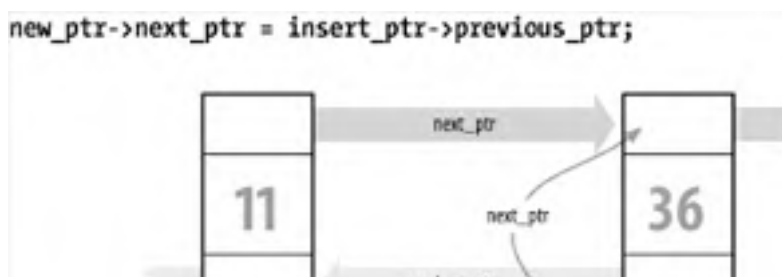 new_ptr->next_ptr = insert_ptr->previous_ptr;
next_ptr
11
next_ptr
36